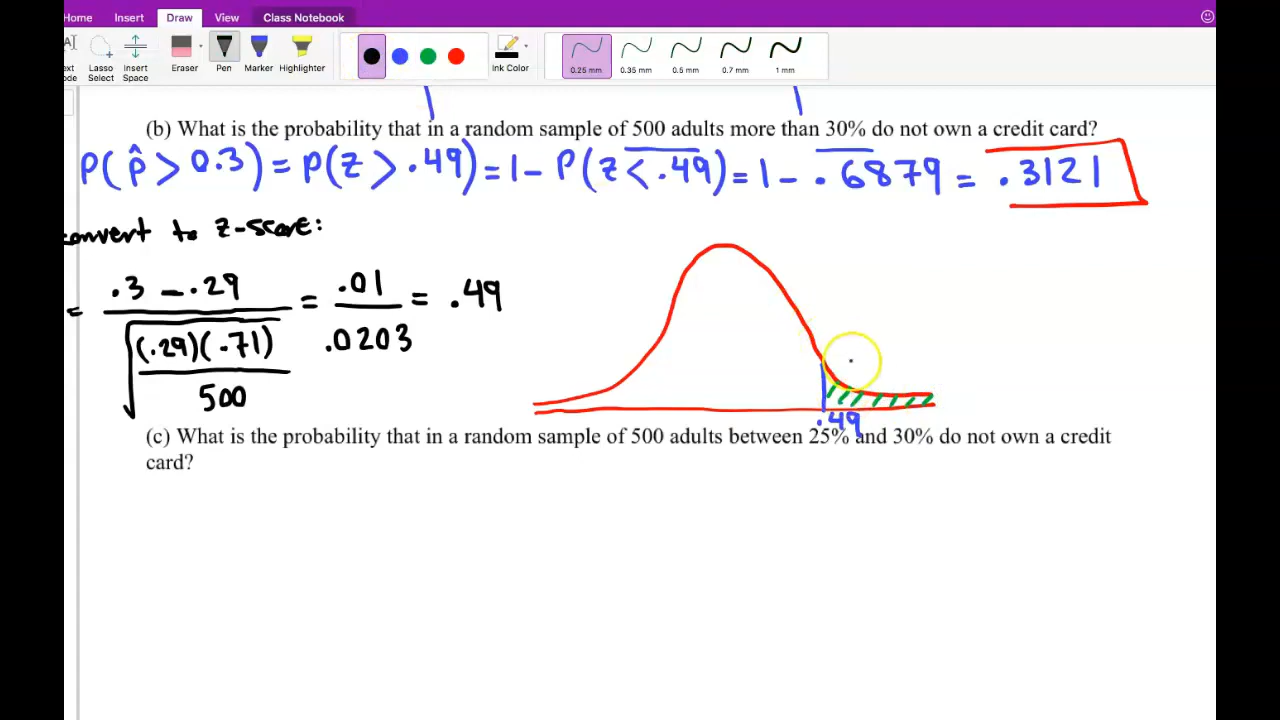 Home Insert Draw View Class Notebook
Lasso Select
Insert Space
Eraser
Pen
Marker
Highlighter
Ink Color
0.25 mm 0.35 mm 0.5 mm 0.7 mm 1 mm
(b) What is the probability that in a random sample of 500 adults more than 30% do not own a credit card?
P(p̂ > 0.3) = P(z > .49) = 1 - P(z < .49) = 1 - .6879 = .3121
convert to z-score:
= .3 - .29 / √((.29)(.71) / 500) = .01 / .0203 = .49
.49
(c) What is the probability that in a random sample of 500 adults between 25% and 30% do not own a credit
card?